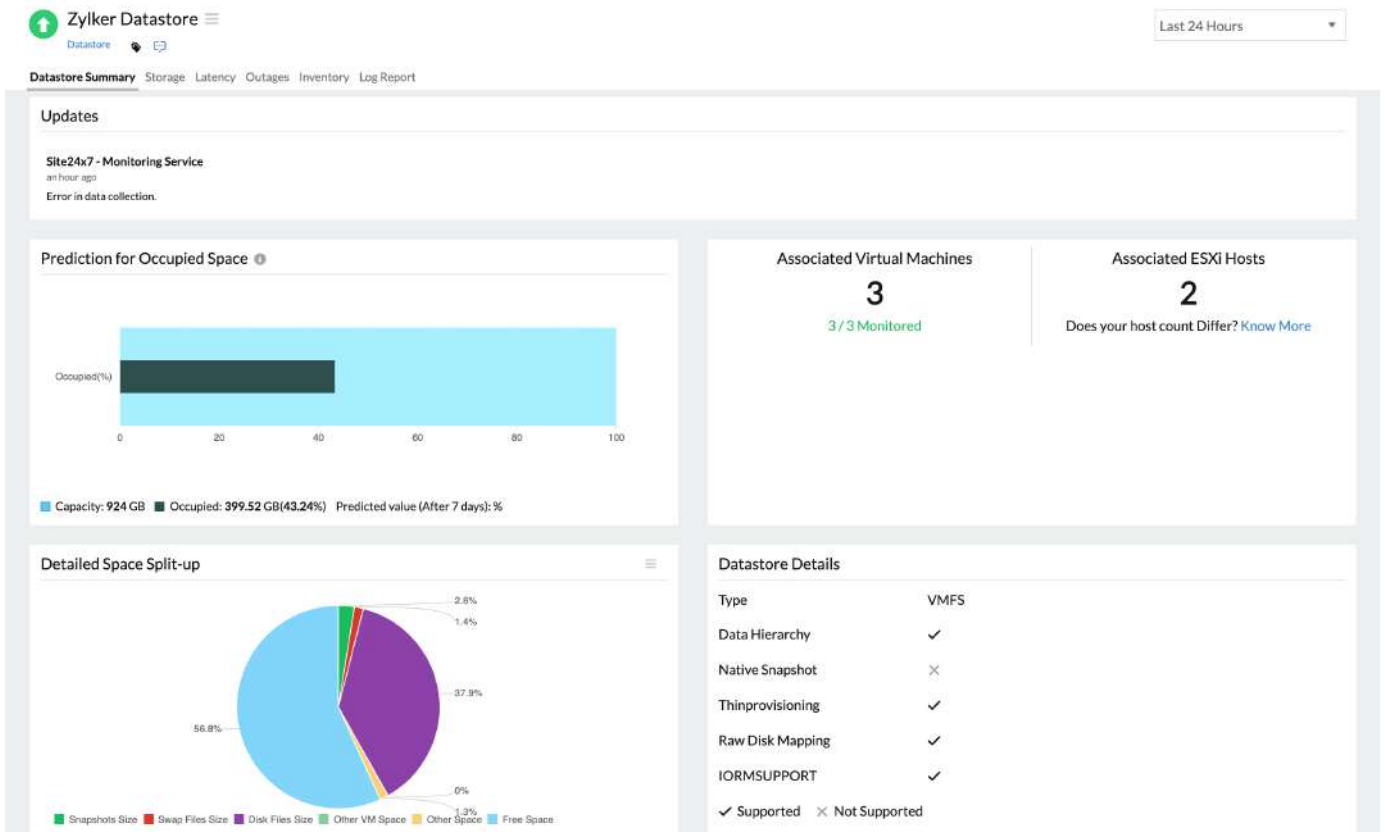 Zylker Datastore
Last 24 Hours
Datastore
Datastore Summary Storage Latency Outages Inventory Log Report
Updates
Site24x7 - Monitoring Service
an hour ago
Error in data collection.
Prediction for Occupied Space
Occupied(%)
0 20 40 60 80 100
Capacity: 924 GB Occupied: 399.52 GB(43.24%) Predicted value (After 7 days): %
Associated Virtual Machines
3
3 / 3 Monitored
Associated ESXi Hosts
2
Does your host count Differ? Know More
Detailed Space Split-up
2.6%
1.4%
37.9%
56.8%
0%
1.3%
Snapshots Size Swap Files Size Disk Files Size Other VM Space Other Space Free Space
Datastore Details
Type VMFS
Data Hierarchy
Native Snapshot
Thinprovisioning
Raw Disk Mapping
IORMSUPPORT
Supported Not Supported